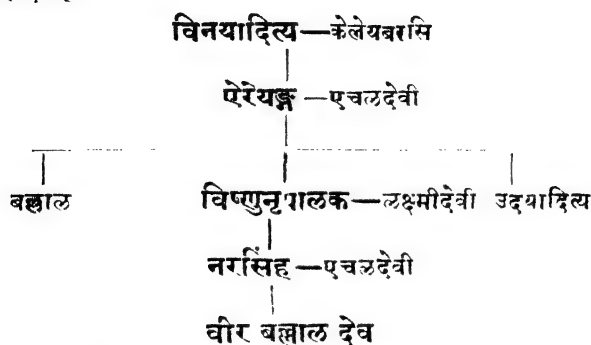 विनयादित्य—केलेयबरसि
ऐरेयङ्ग —एचलदेवी
बल्लाल विष्णुनृपालक—लक्ष्मीदेवी उदयादित्य
नरसिंह—एचलदेवी
वीर बल्लाल देव